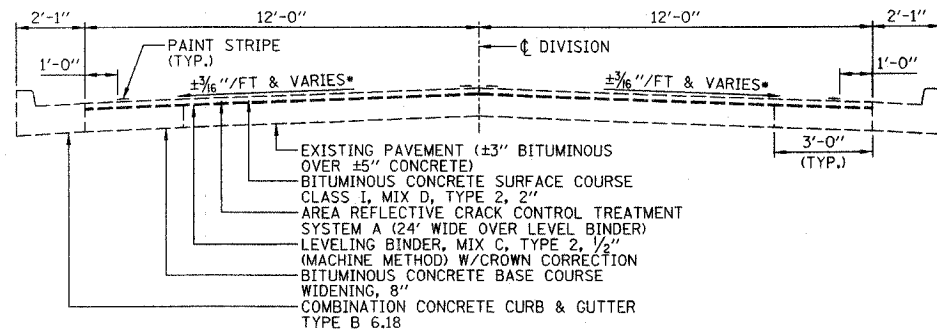 2'-1" 12'-0" 12'-0" 2'-1"
PAINT STRIPE
(TYP.)
℄ DIVISION
1'-0" 1'-0"
±3/16"/FT & VARIES* ±3/16"/FT & VARIES*
3'-0"
(TYP.)
EXISTING PAVEMENT (±3" BITUMINOUS
OVER ±5" CONCRETE)
BITUMINOUS CONCRETE SURFACE COURSE
CLASS I, MIX D, TYPE 2, 2"
AREA REFLECTIVE CRACK CONTROL TREATMENT
SYSTEM A (24' WIDE OVER LEVEL BINDER)
LEVELING BINDER, MIX C, TYPE 2, 1/2"
(MACHINE METHOD) W/CROWN CORRECTION
BITUMINOUS CONCRETE BASE COURSE
WIDENING, 8"
COMBINATION CONCRETE CURB & GUTTER
TYPE B 6.18